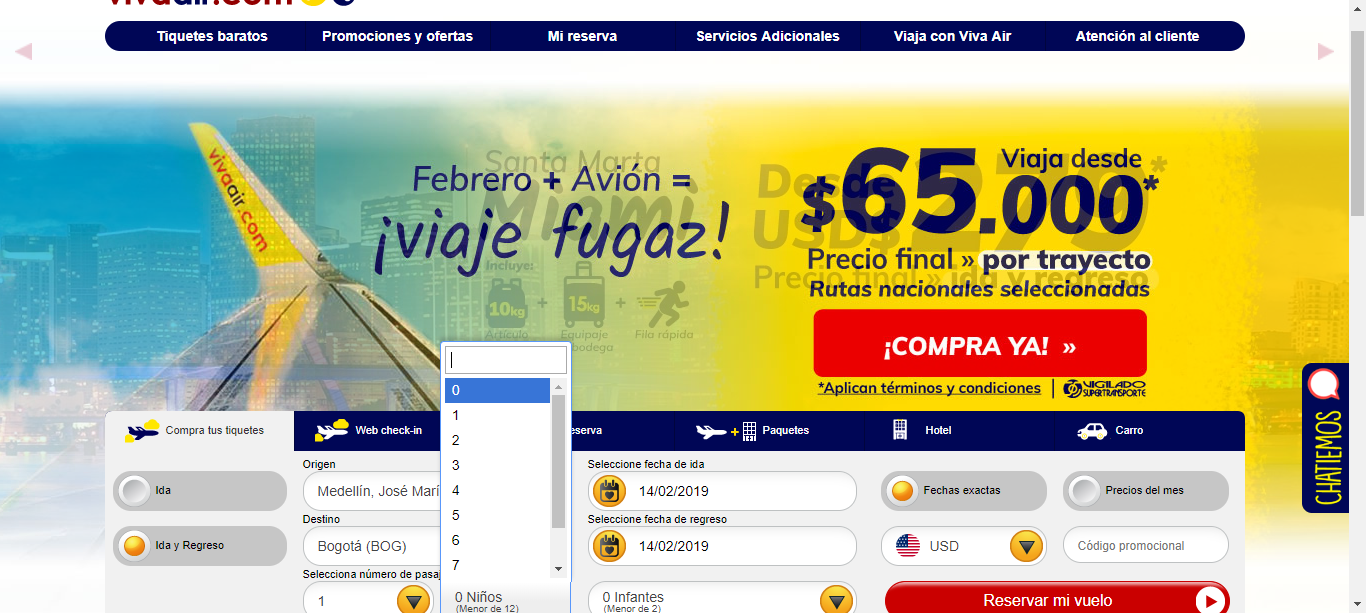 vivaair.com
Tiquetes baratos
Promociones y ofertas
Mi reserva
Servicios Adicionales
Viaja con Viva Air
Atención al cliente
vivaair.com
Santa Marta
Miami
Incluye:
10kg
+
15kg
+
Artículo
Equipaje
bodega
Fila rápida
Febrero + Avión =
¡viaje fugaz!
Desde
USD$279*
Precio final » ida y regreso
Viaja desde
$65.000*
Precio final » por trayecto
Rutas nacionales seleccionadas
¡COMPRA YA! »
*Aplican términos y condiciones
VIGILADO
SUPERTRANSPORTE
CHATIEMOS
Compra tus tiquetes
Web check-in
eserva
Paquetes
Hotel
Carro
Ida
Ida y Regreso
Origen
Medellín, José Marí
Destino
Bogotá (BOG)
Selecciona número de pasaj
1
0
1
2
3
4
5
6
7
0 Niños
(Menor de 12)
Seleccione fecha de ida
14/02/2019
Seleccione fecha de regreso
14/02/2019
0 Infantes
(Menor de 2)
Fechas exactas
Precios del mes
USD
Código promocional
Reservar mi vuelo